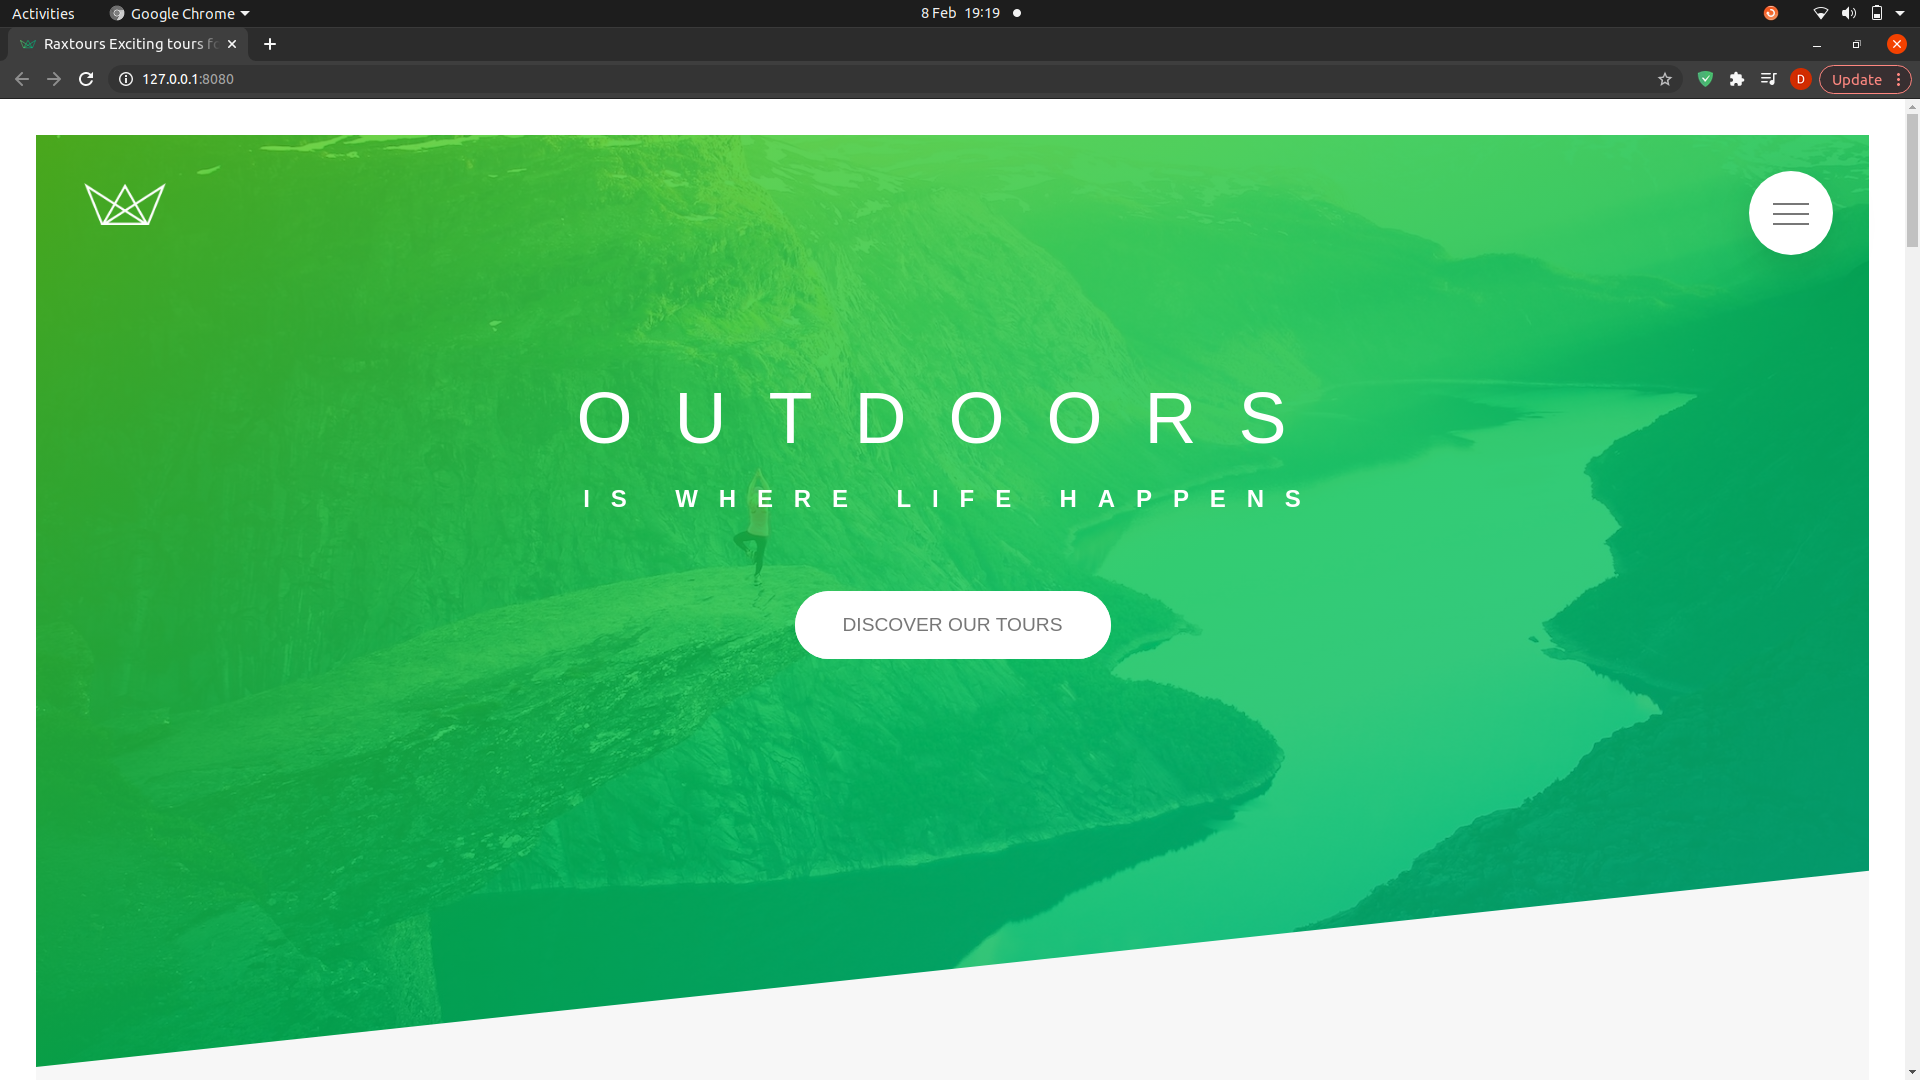 Activities
Google Chrome
8 Feb 19:19
Raxtours Exciting tours fo
127.0.0.1:8080
D
Update
OUTDOORS
IS WHERE LIFE HAPPENS
DISCOVER OUR TOURS